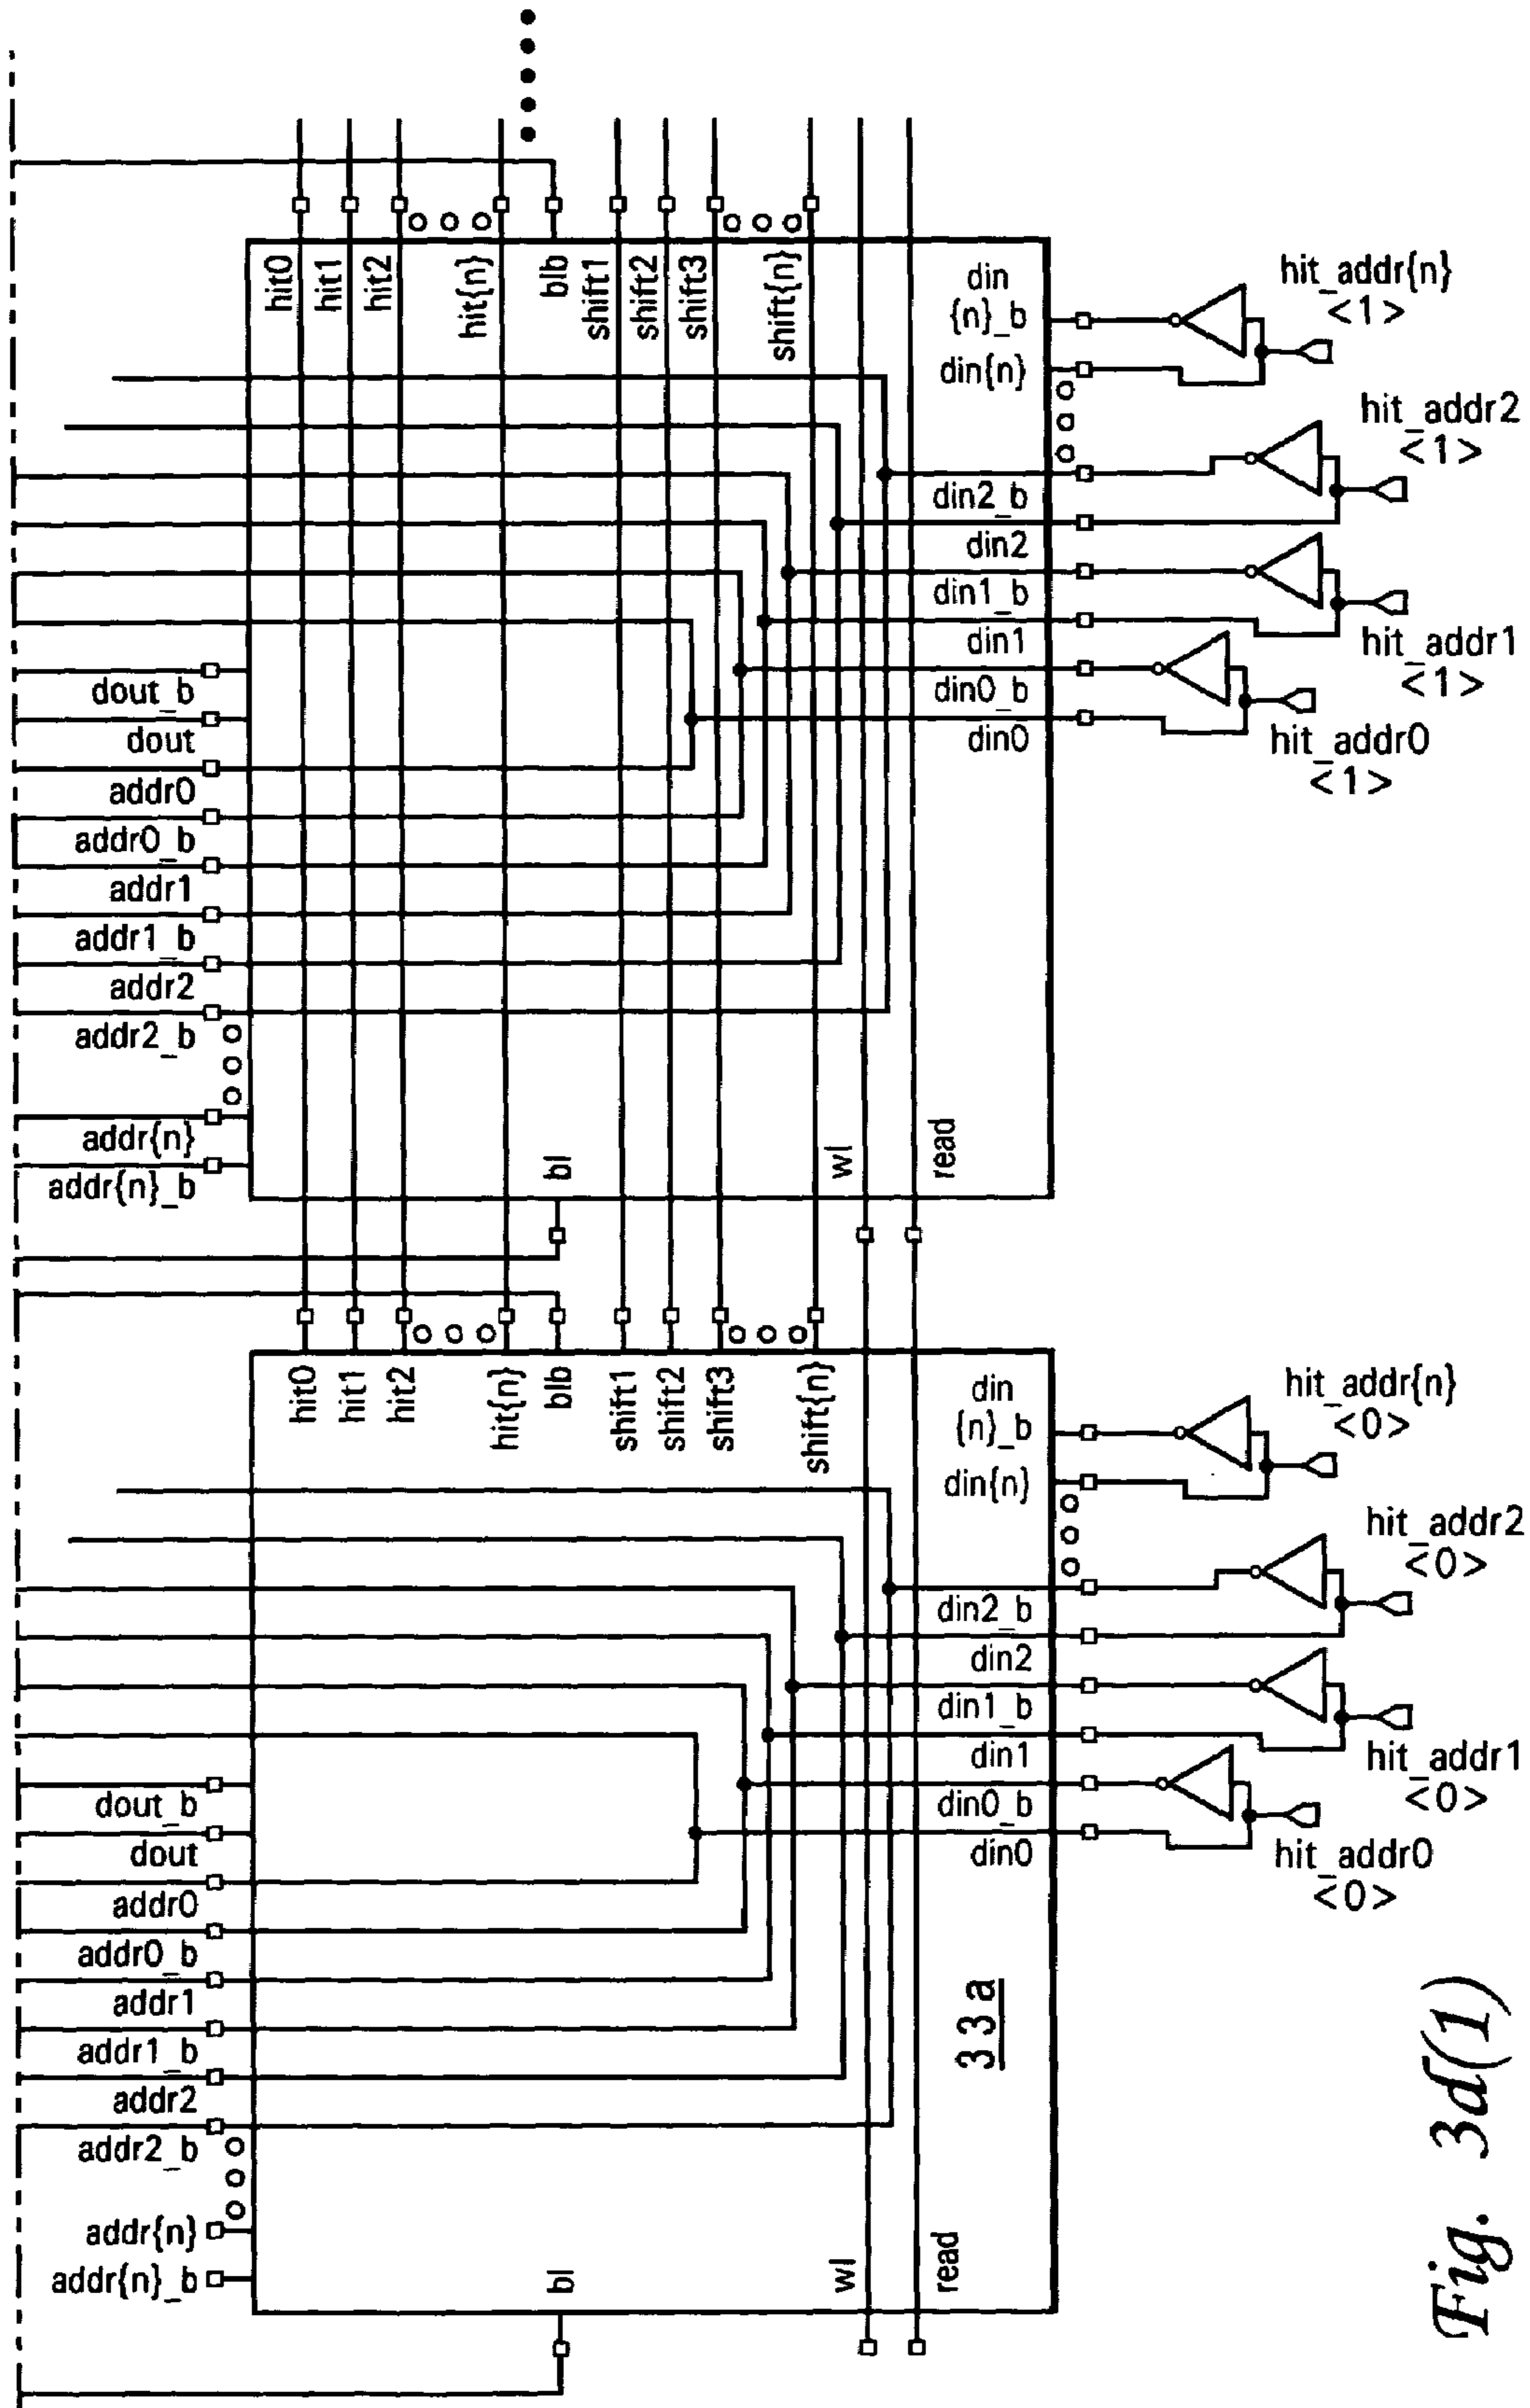 hit0
hit1
hit2
hit{n}
blb
shift1
shift2
shift3
shift{n}
din
{n}_b
din{n}
din2_b
din2
din1_b
din1
din0_b
din0
dout_b
dout
addr0
addr0_b
addr1
addr1_b
addr2
addr2_b
addr{n}
addr{n}_b
bl
wl
read
hit_addr{n}
<1>
hit_addr2
<1>
hit_addr1
<1>
hit_addr0
<1>
hit0
hit1
hit2
hit{n}
blb
shift1
shift2
shift3
shift{n}
din
{n}_b
din{n}
din2_b
din2
din1_b
din1
din0_b
din0
dout_b
dout
addr0
addr0_b
addr1
addr1_b
addr2
addr2_b
addr{n}
addr{n}_b
bl
wl
read
33a
hit_addr{n}
<0>
hit_addr2
<0>
hit_addr1
<0>
hit_addr0
<0>
Fig. 3d(1)